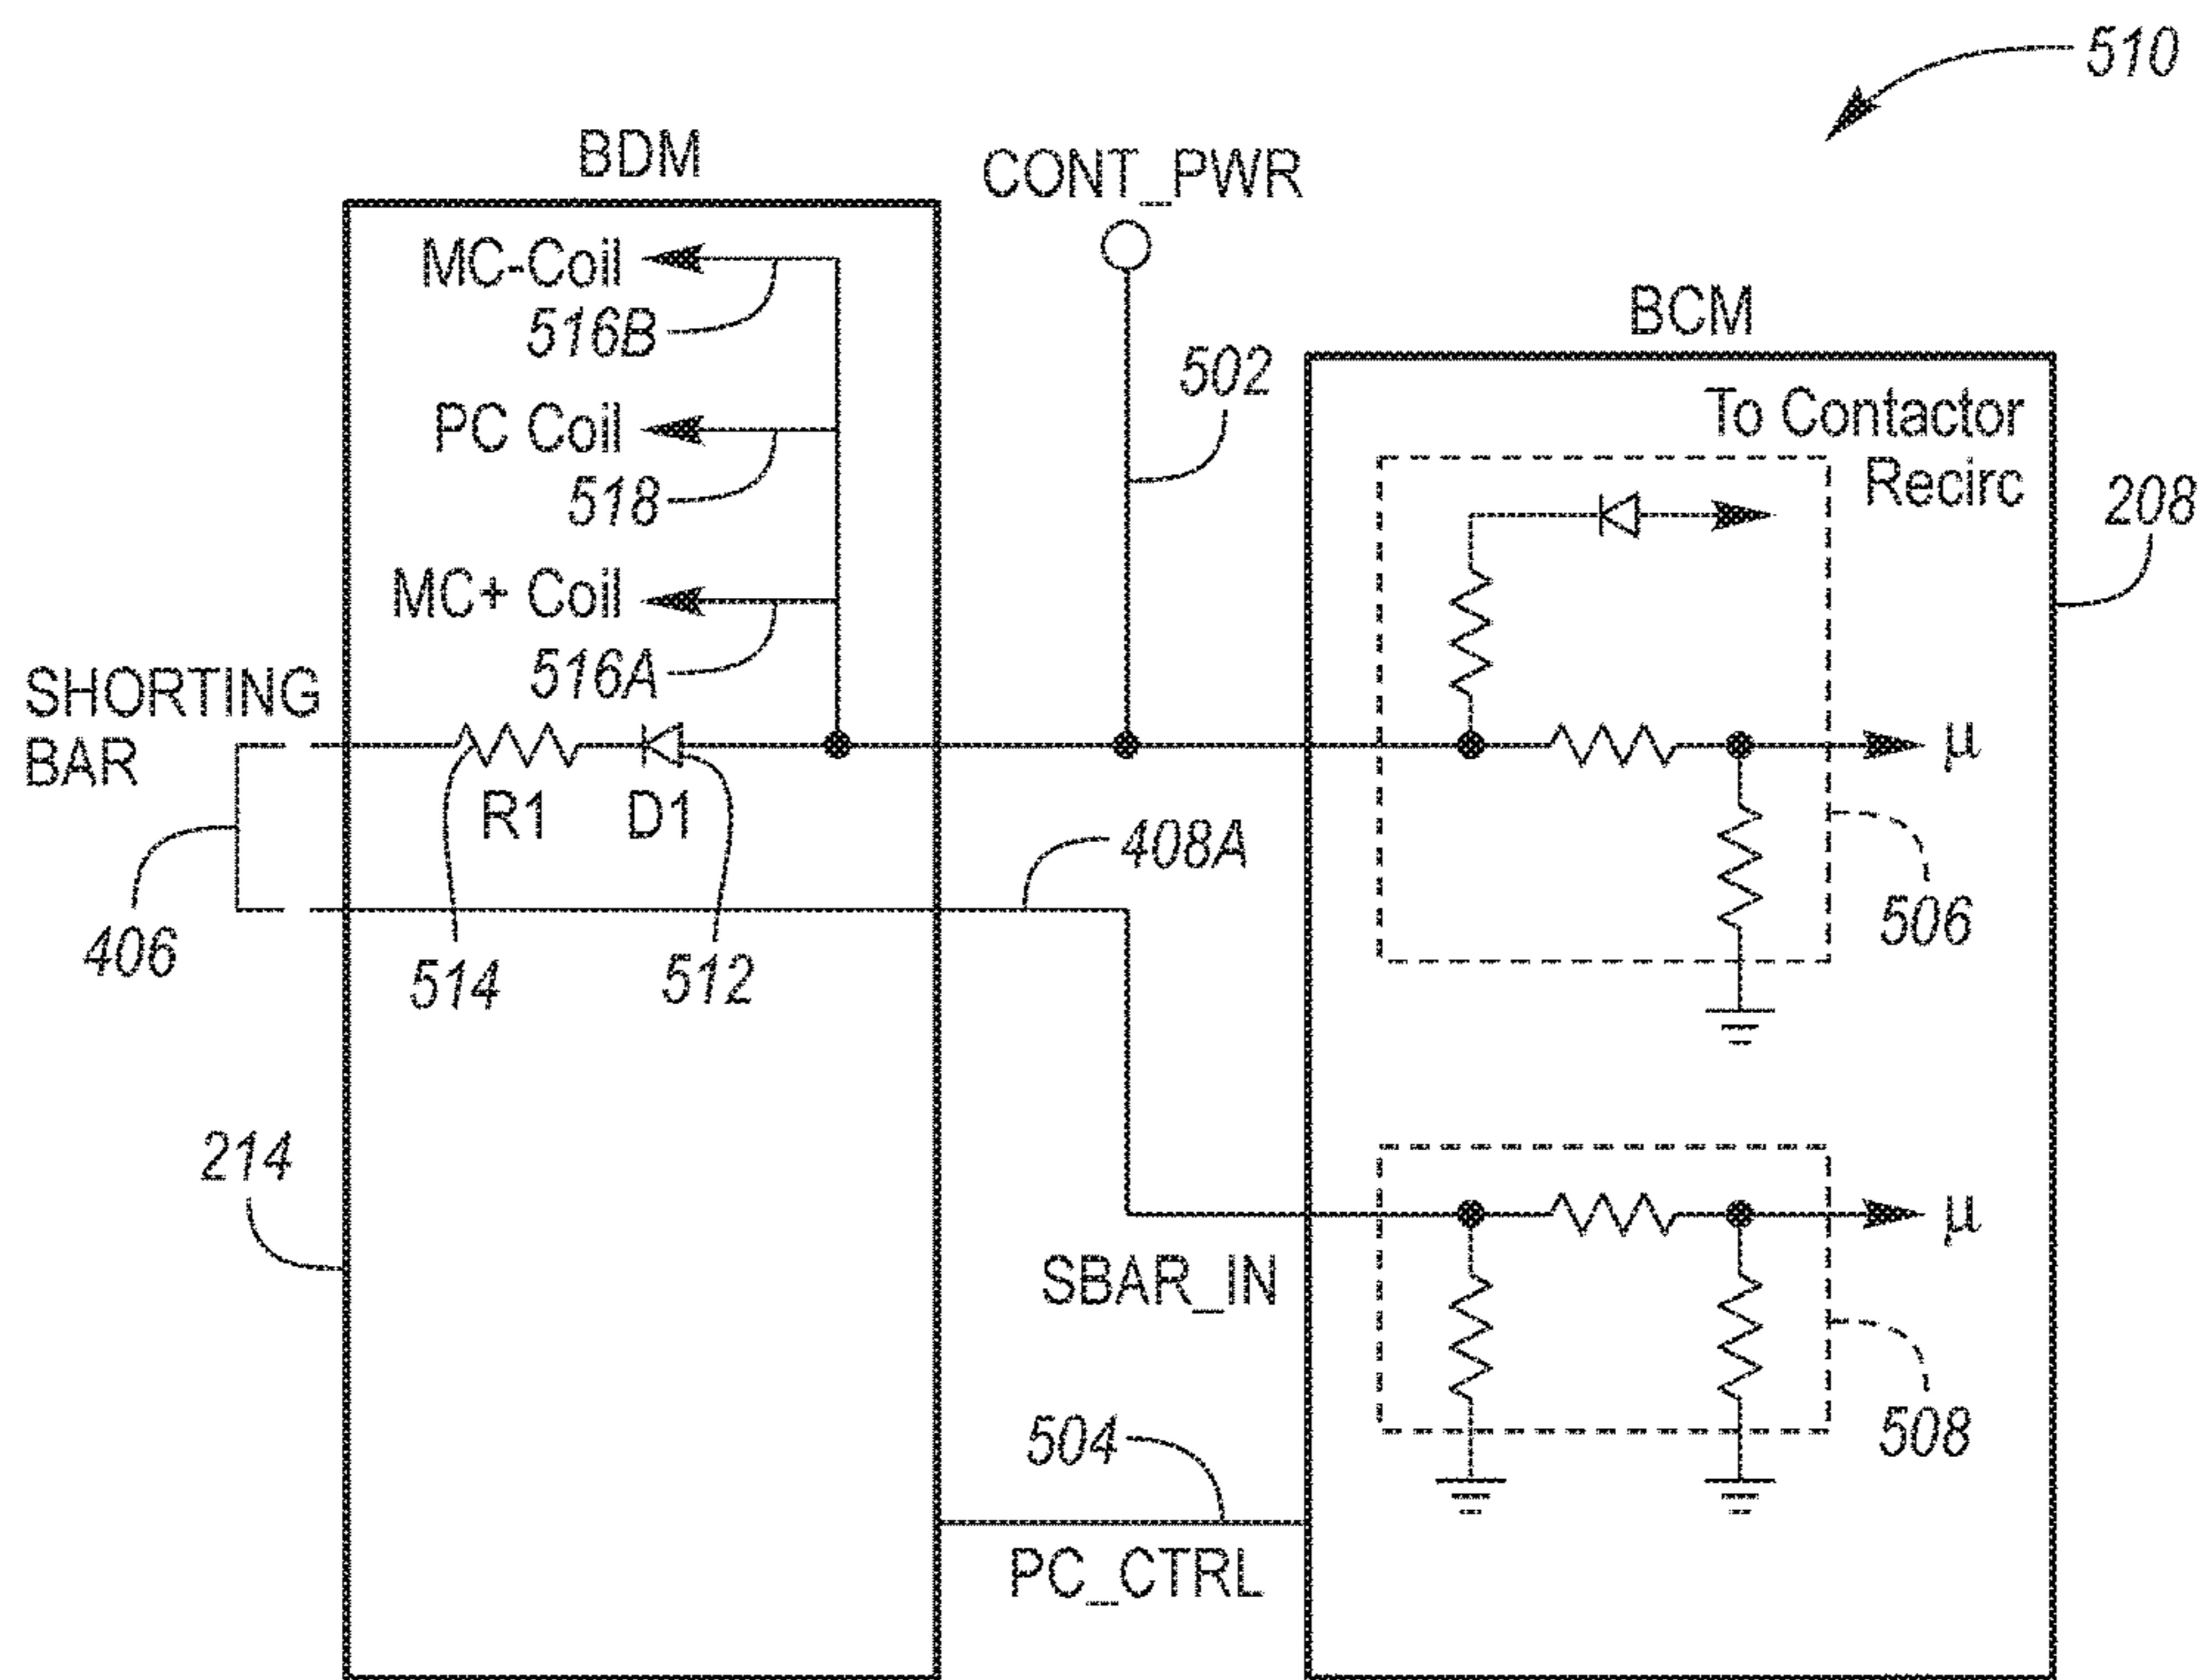 510
BDM
CONT_PWR
MC-Coil
516B
BCM
502
To Contactor
Recirc
PC Coil
518
208
MC+ Coil
516A
SHORTING
BAR
R1
D1
μ
408A
406
514
512
506
214
μ
SBAR_IN
504
508
PC_CTRL